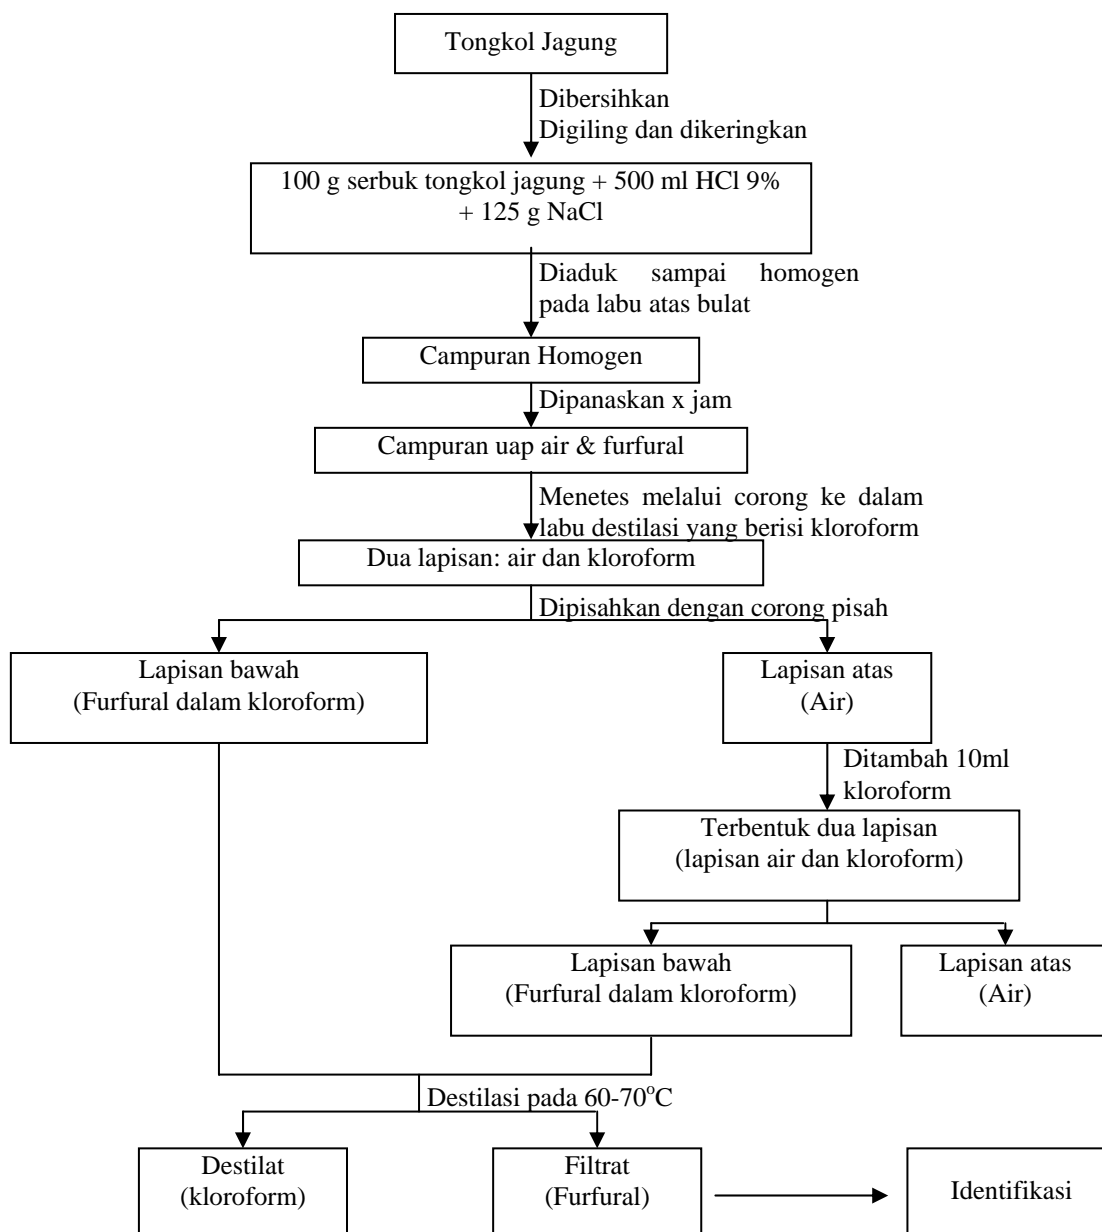 Tongkol Jagung
Dibersihkan
Digiling dan dikeringkan
100 g serbuk tongkol jagung + 500 ml HCl 9%
+ 125 g NaCl
Diaduk sampai homogen
pada labu atas bulat
Campuran Homogen
Dipanaskan x jam
Campuran uap air & furfural
Menetes melalui corong ke dalam
labu destilasi yang berisi kloroform
Dua lapisan: air dan kloroform
Dipisahkan dengan corong pisah
Lapisan bawah
(Furfural dalam kloroform)
Lapisan atas
(Air)
Ditambah 10ml
kloroform
Terbentuk dua lapisan
(lapisan air dan kloroform)
Lapisan bawah
(Furfural dalam kloroform)
Lapisan atas
(Air)
Destilasi pada 60-70°C
Destilat
(kloroform)
Filtrat
(Furfural)
Identifikasi